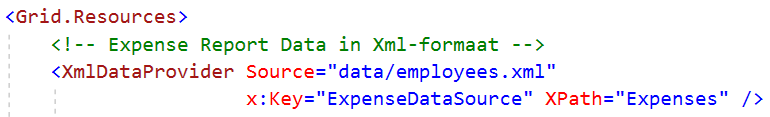 <Grid.Resources>
<!-- Expense Report Data in Xml-formaat -->
<XmlDataProvider Source="data/employees.xml"
x:Key="ExpenseDataSource" XPath="Expenses" />